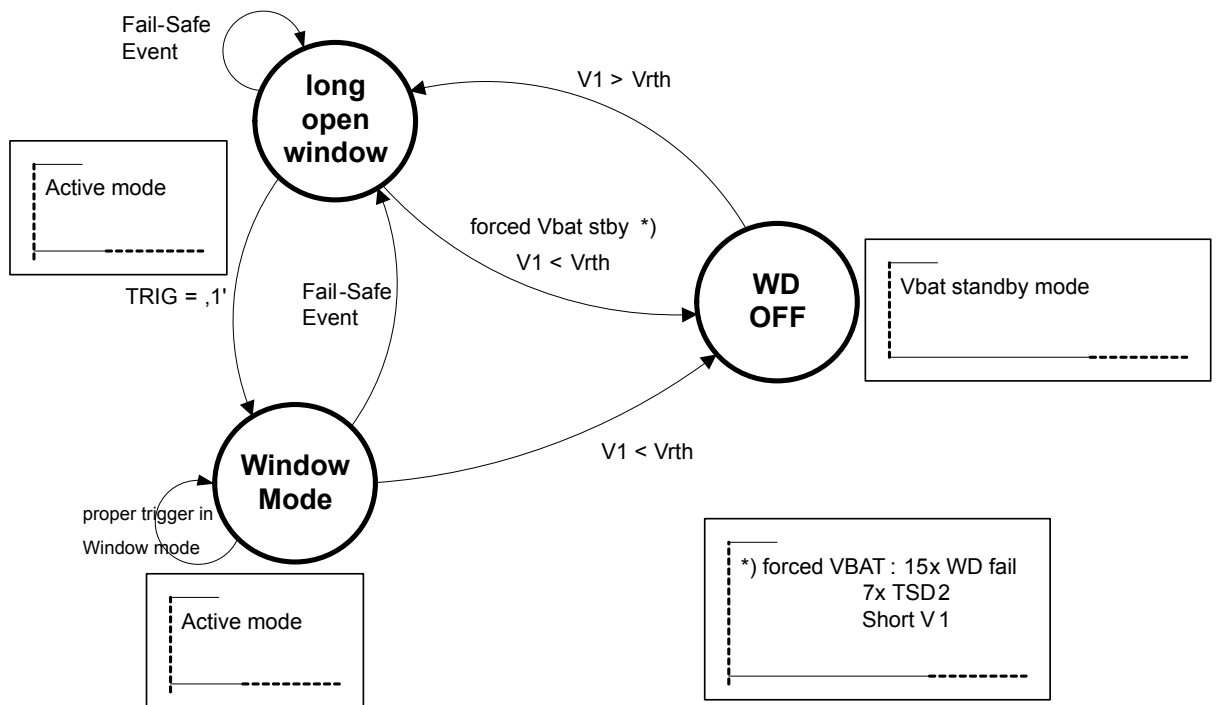 Fail-Safe
Event
long
open
window
V1 > Vrth
Active mode
forced Vbat stby *)
V1 < Vrth
TRIG = ,1'
Fail-Safe
Event
WD
OFF
Vbat standby mode
V1 < Vrth
Window
Mode
proper trigger in
Window mode
Active mode
*) forced VBAT : 15x WD fail
7x TSD2
Short V1